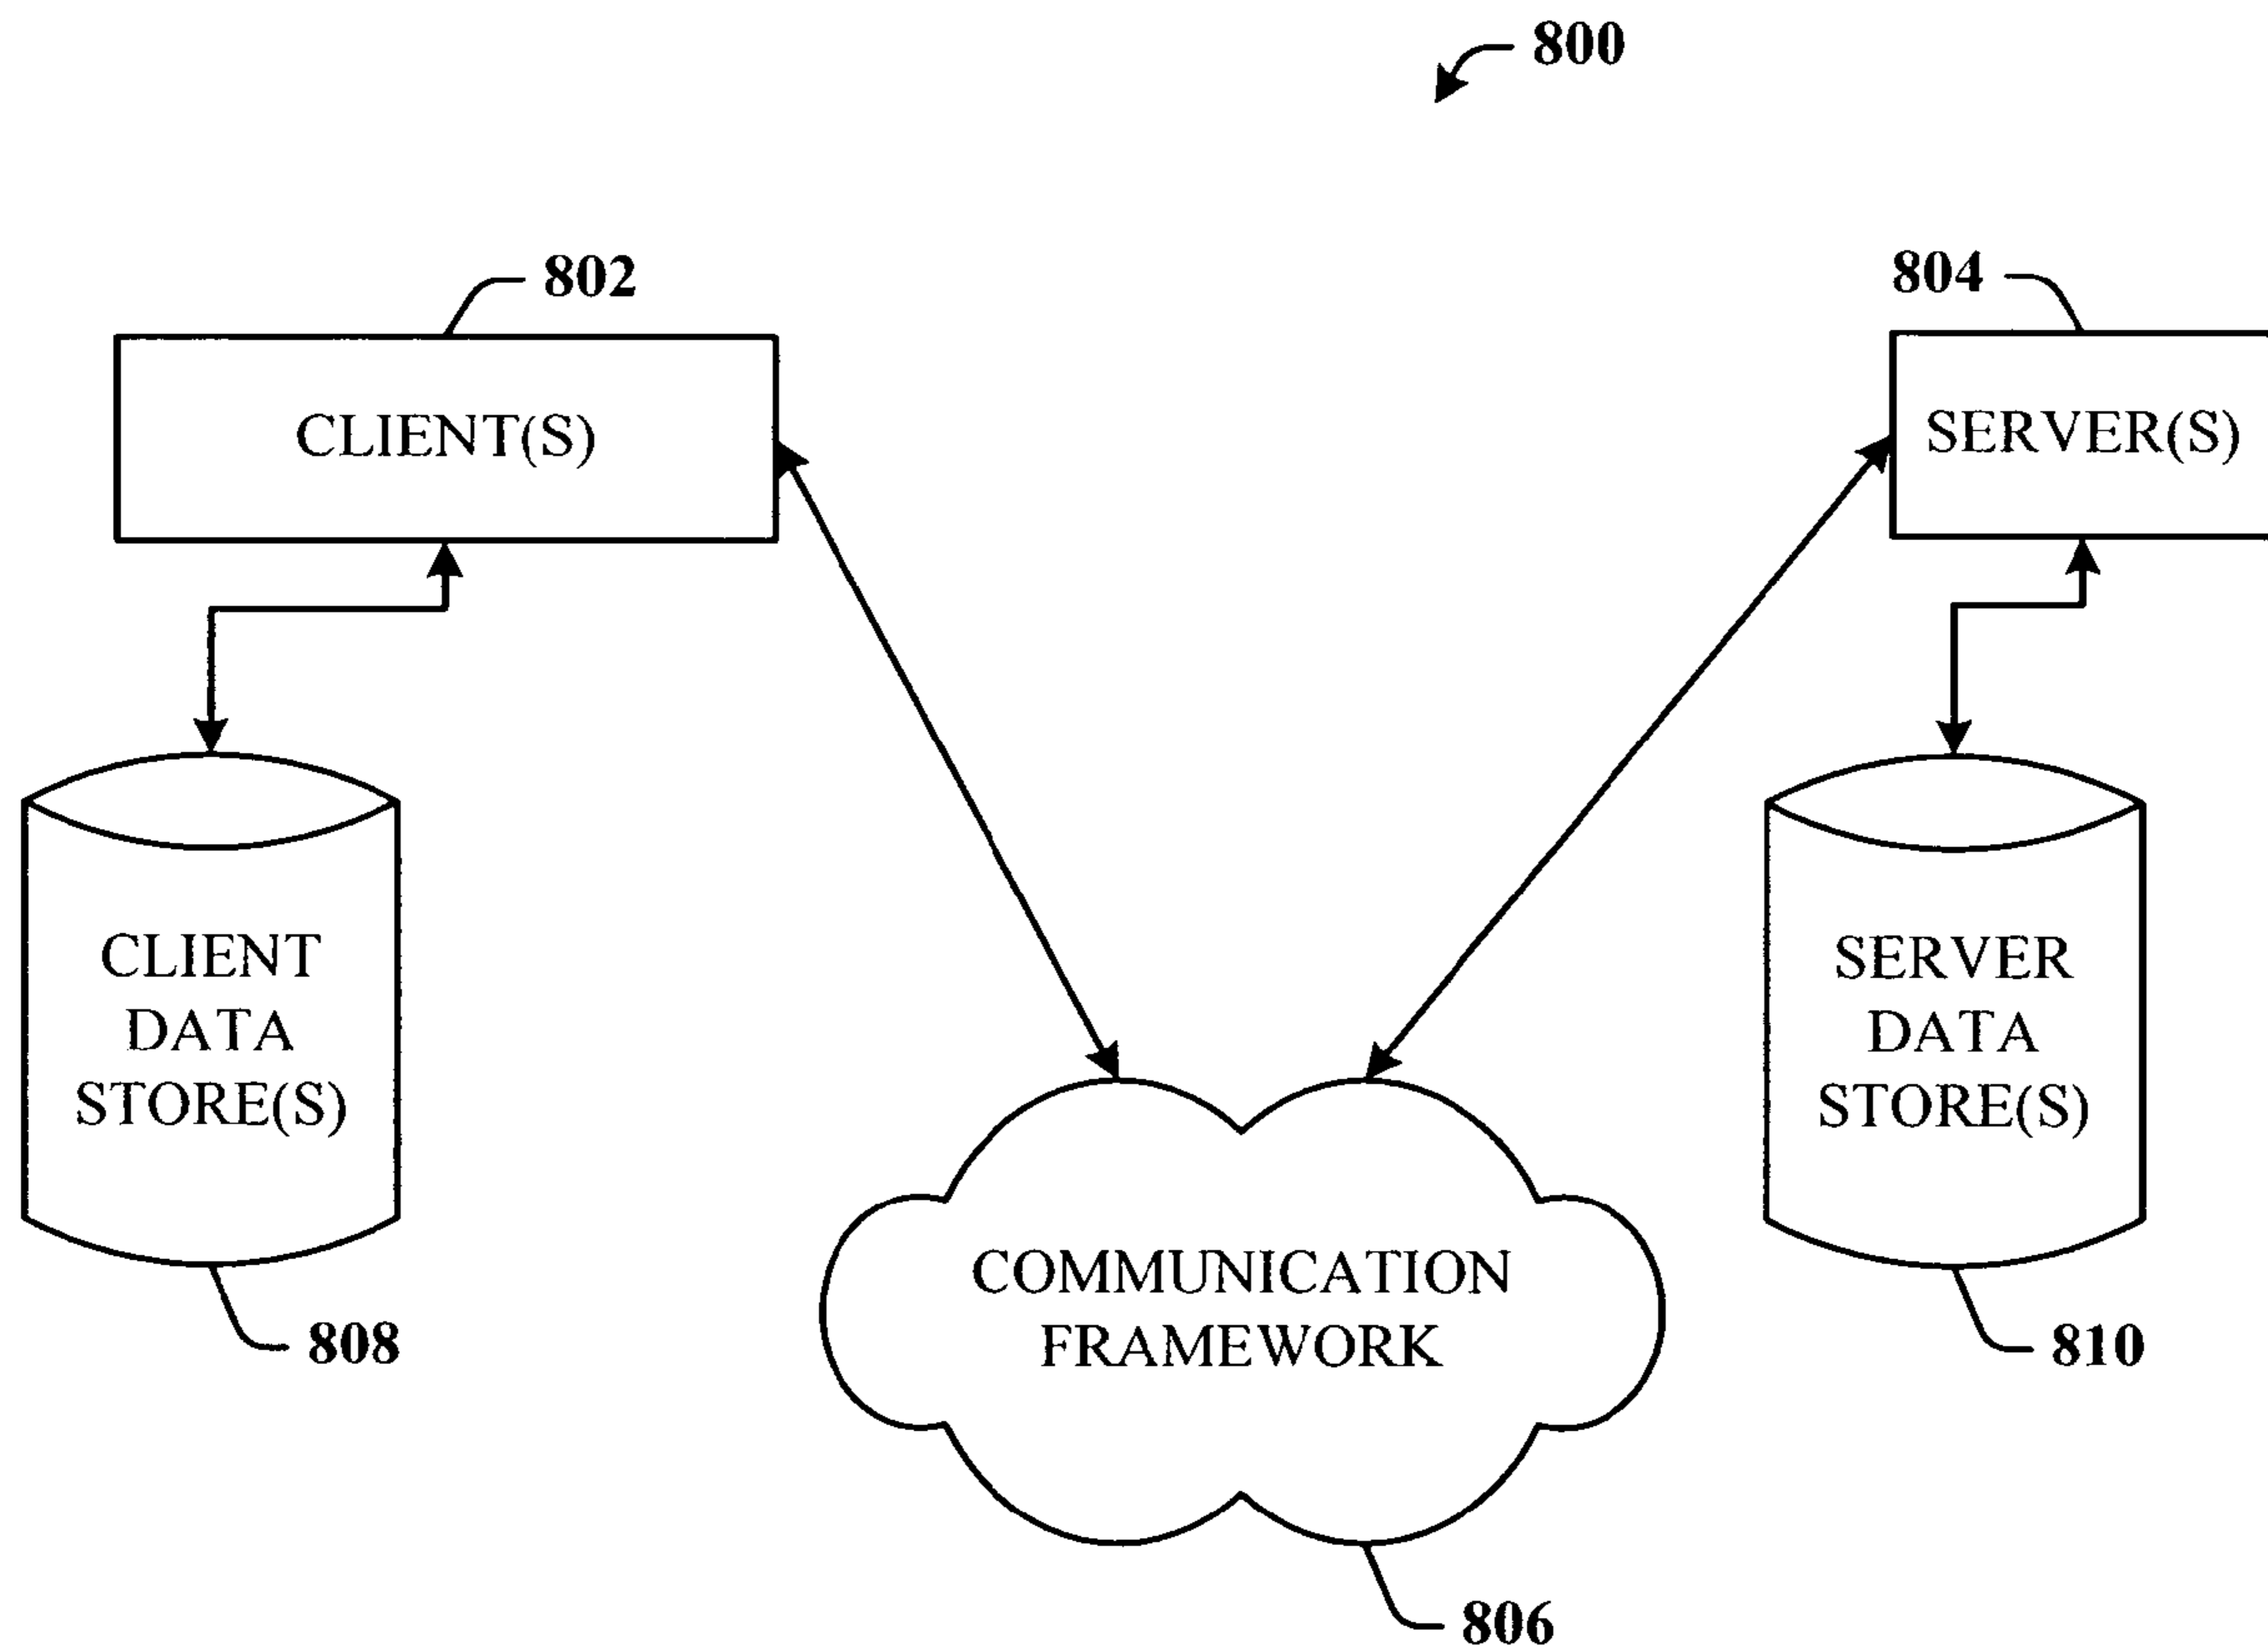 800
802
804
CLIENT(S)
SERVER(S)
CLIENT
DATA
STORE(S)
SERVER
DATA
STORE(S)
COMMUNICATION
FRAMEWORK
808
810
806